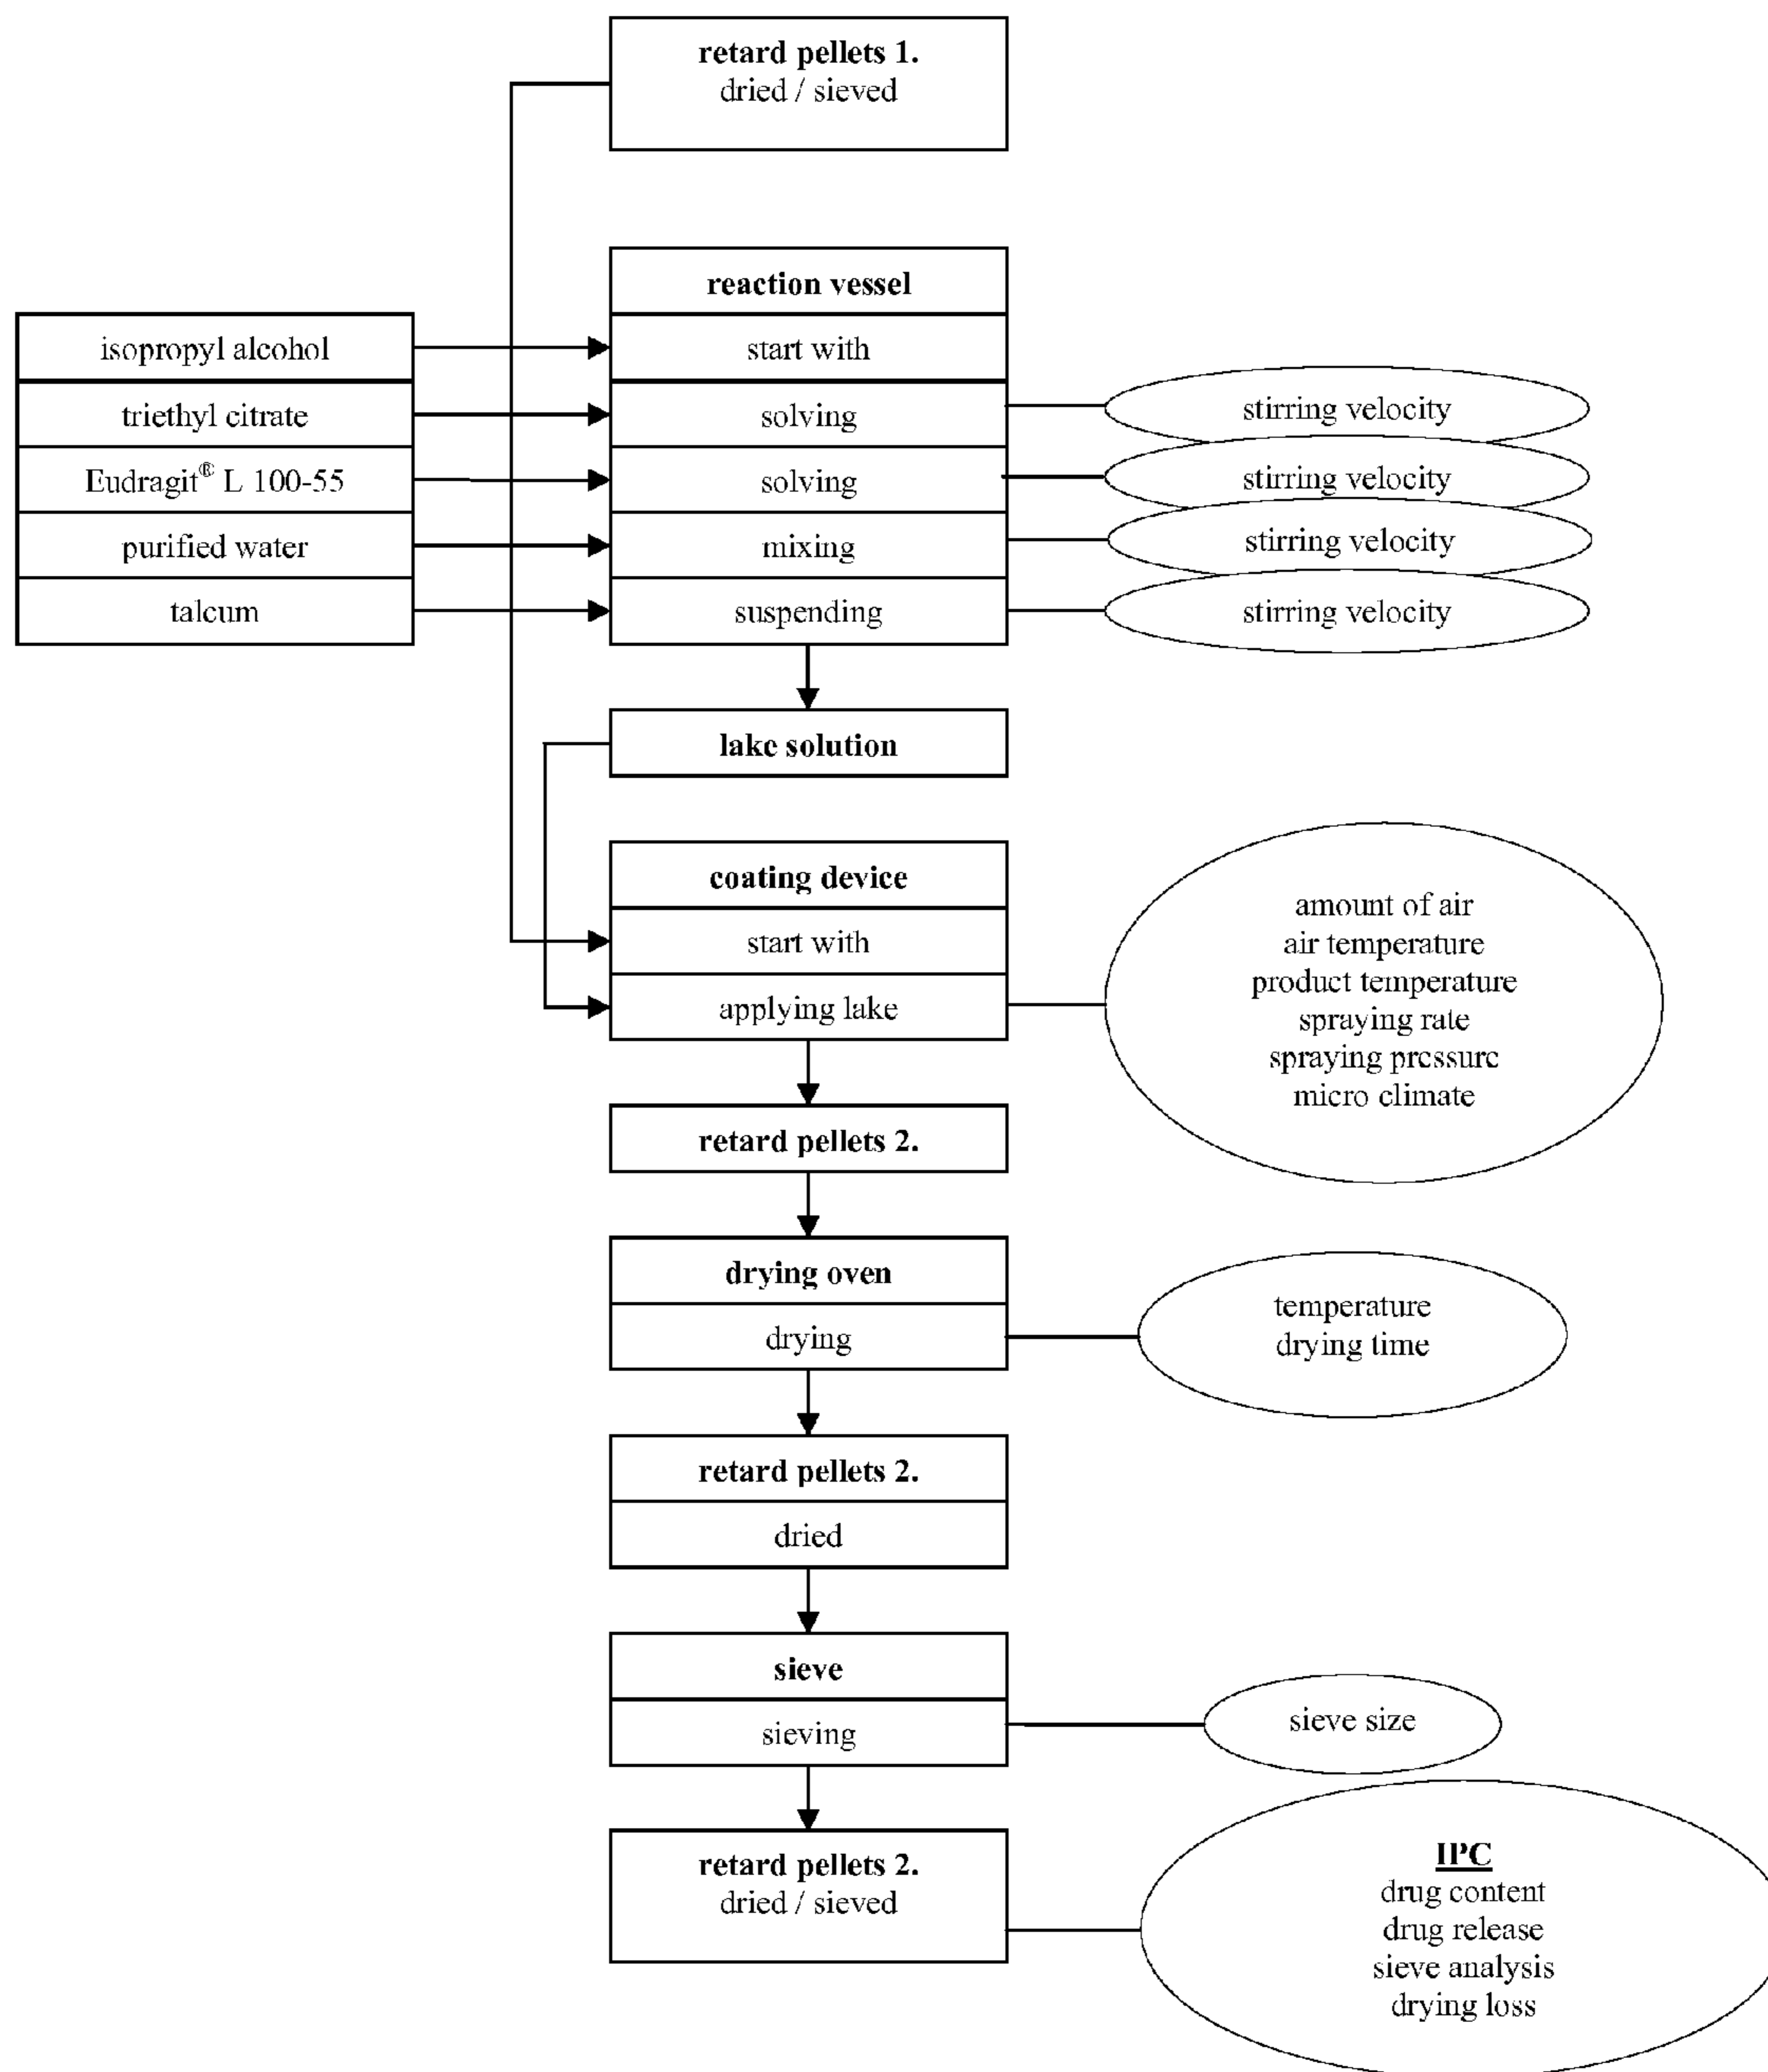 retard pellets 1.
dried / sieved
reaction vessel
isopropyl alcohol
start with
triethyl citrate
solving
stirring velocity
Eudragit® L 100-55
solving
stirring velocity
purified water
mixing
stirring velocity
talcum
suspending
stirring velocity
lake solution
coating device
start with
applying lake
amount of air
air temperature
product temperature
spraying rate
spraying pressure
micro climate
retard pellets 2.
drying oven
drying
temperature
drying time
retard pellets 2.
dried
sieve
sieving
sieve size
retard pellets 2.
dried / sieved
IPC
drug content
drug release
sieve analysis
drying loss